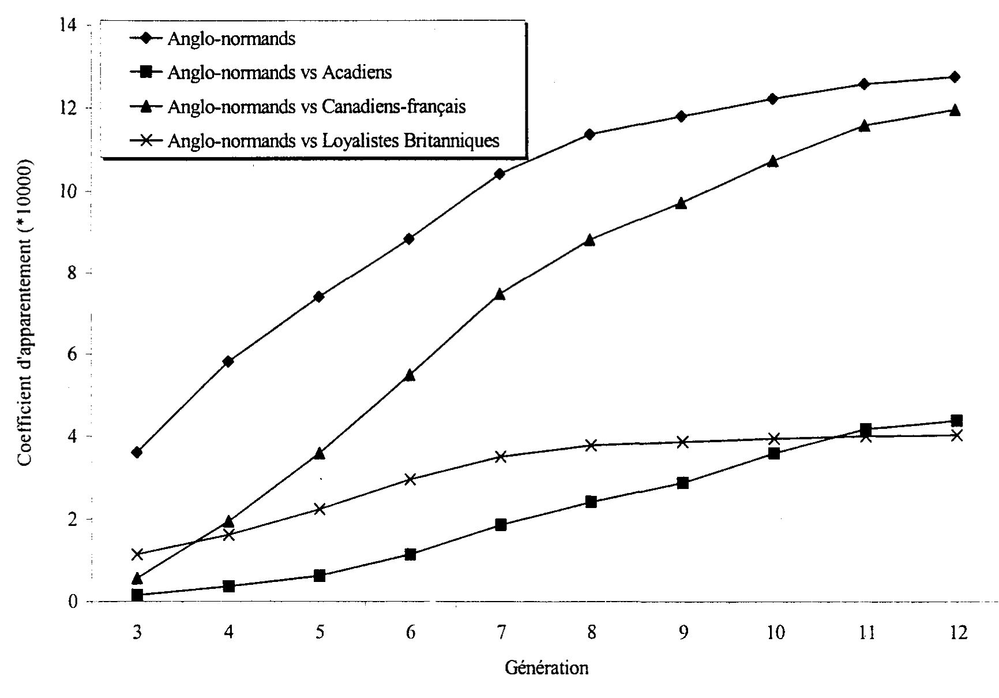 Anglo-normands
Anglo-normands vs Acadiens
Anglo-normands vs Canadiens-français
Anglo-normands vs Loyalistes Britanniques
Coefficient d'apparentement (*10000)
14
12
10
8
6
4
2
0
3 4 5 6 7 8 9 10 11 12
Génération